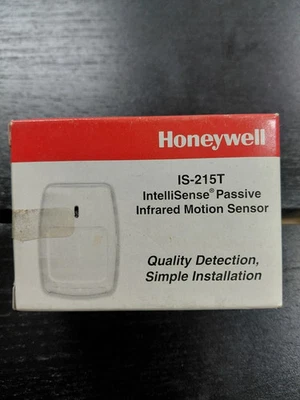 Honeywell
IS-215T
IntelliSense® Passive
Infrared Motion Sensor
Quality Detection,
Simple Installation